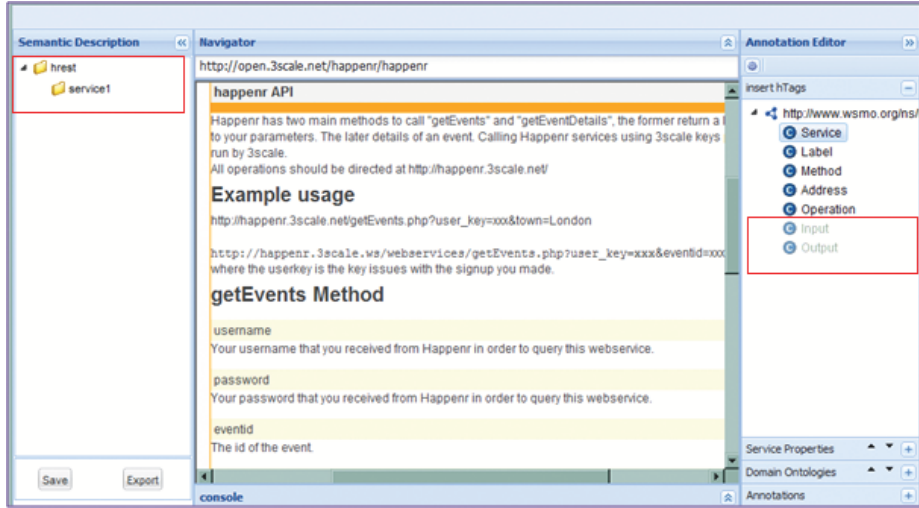 Semantic Description
hrest
service1
Save
Export
Navigator
http://open.3scale.net/happenr/happenr
happenr API
Happenr has two main methods to call "getEvents" and "getEventDetails", the former return a l
to your parameters. The later details of an event. Calling Happenr services using 3scale keys
run by 3scale.
All operations should be directed at http://happenr.3scale.net/
Example usage
http://happenr.3scale.net/getEvents.php?user_key=xxx&town=London
http://happenr.3scale.ws/webservices/getEvents.php?user_key=xxx&eventid=xxx
where the userkey is the key issues with the signup you made.
getEvents Method
username
Your username that you received from Happenr in order to query this webservice.
password
Your password that you received from Happenr in order to query this webservice.
eventid
The id of the event.
console
Annotation Editor
insert hTags
http://www.wsmo.org/ns/
C Service
C Label
C Method
C Address
C Operation
C Input
C Output
Service Properties
Domain Ontologies
Annotations